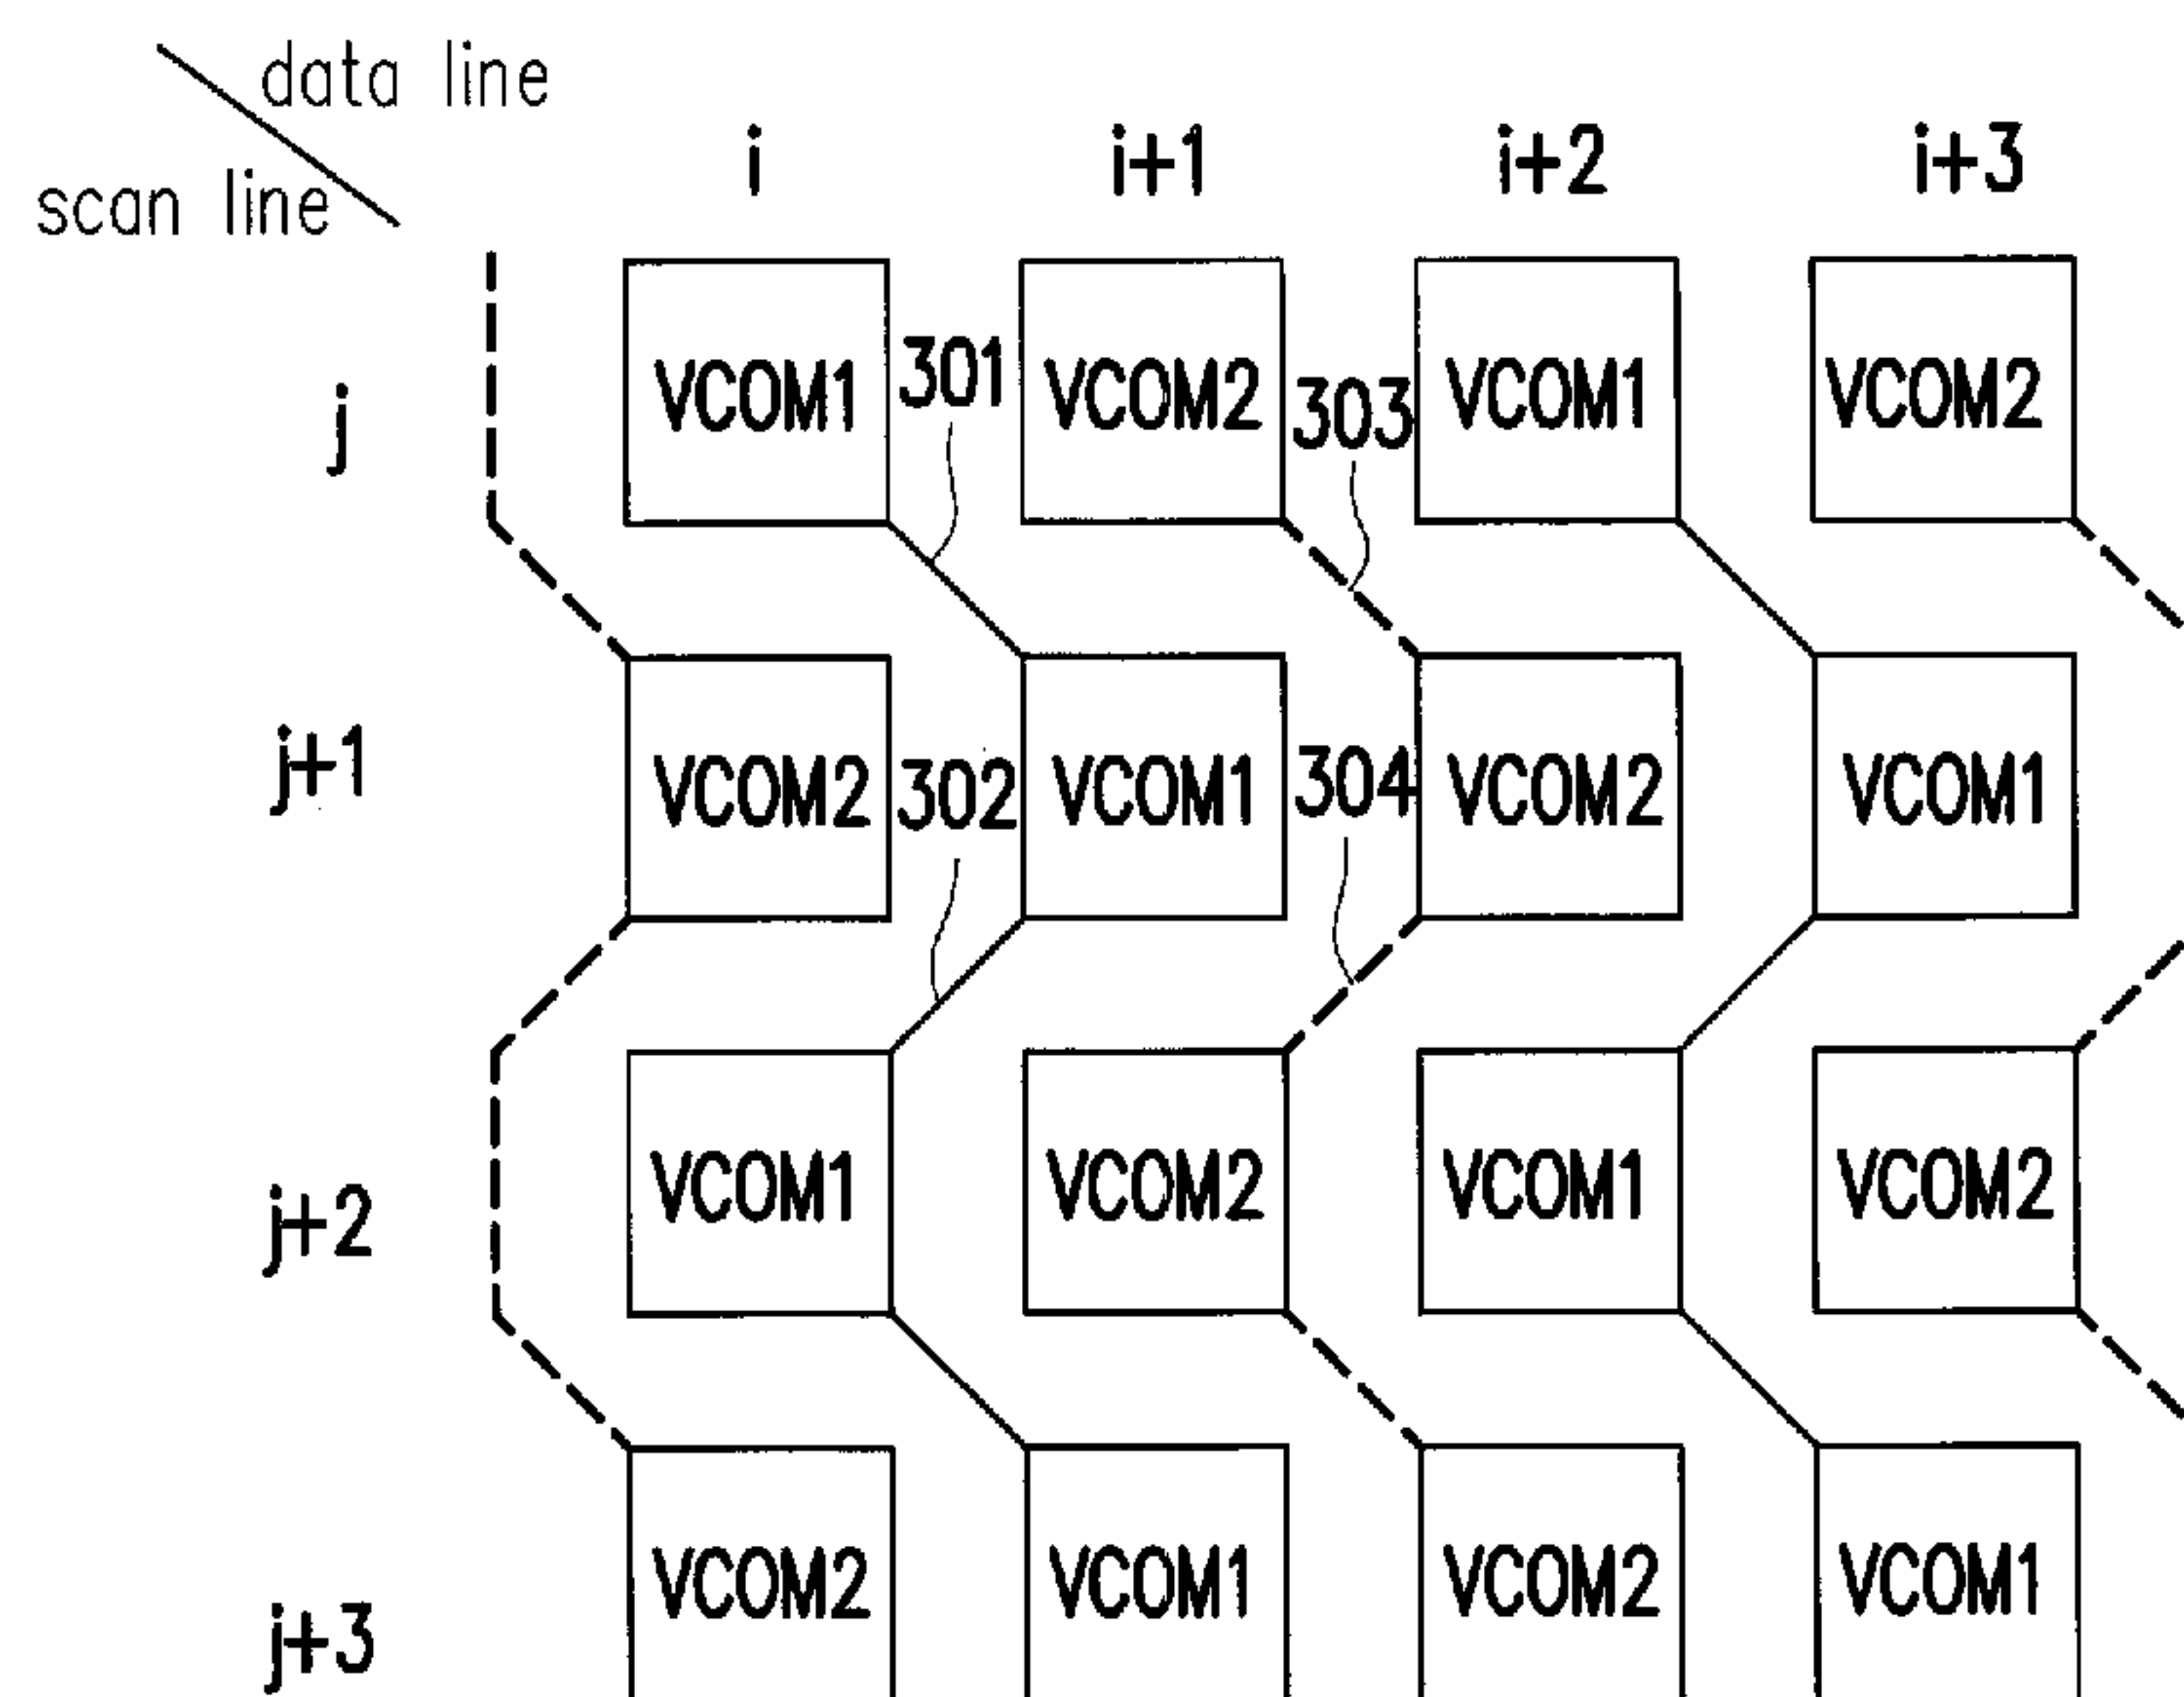 data line
scan line
i i+1 i+2 i+3
j VCOM1 301 VCOM2 303 VCOM1 VCOM2
j+1 VCOM2 302 VCOM1 304 VCOM2 VCOM1
j+2 VCOM1 VCOM2 VCOM1 VCOM2
j+3 VCOM2 VCOM1 VCOM2 VCOM1